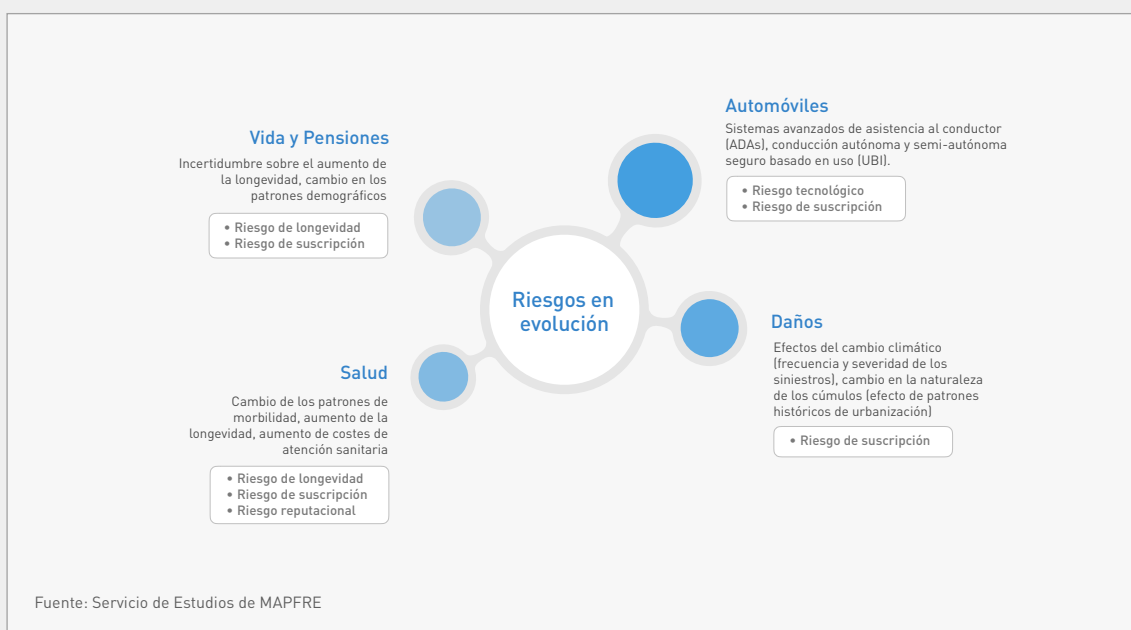 Vida y Pensiones
Incertidumbre sobre el aumento de
la longevidad, cambio en los
patrones demográficos
• Riesgo de longevidad
• Riesgo de suscripción
Automóviles
Sistemas avanzados de asistencia al conductor
(ADAs), conducción autónoma y semi-autónoma
seguro basado en uso (UBI).
• Riesgo tecnológico
• Riesgo de suscripción
Riesgos en
evolución
Salud
Cambio de los patrones de
morbilidad, aumento de la
longevidad, aumento de costes de
atención sanitaria
• Riesgo de longevidad
• Riesgo de suscripción
• Riesgo reputacional
Daños
Efectos del cambio climático
(frecuencia y severidad de los
siniestros), cambio en la naturaleza
de los cúmulos (efecto de patrones
históricos de urbanización)
• Riesgo de suscripción
Fuente: Servicio de Estudios de MAPFRE